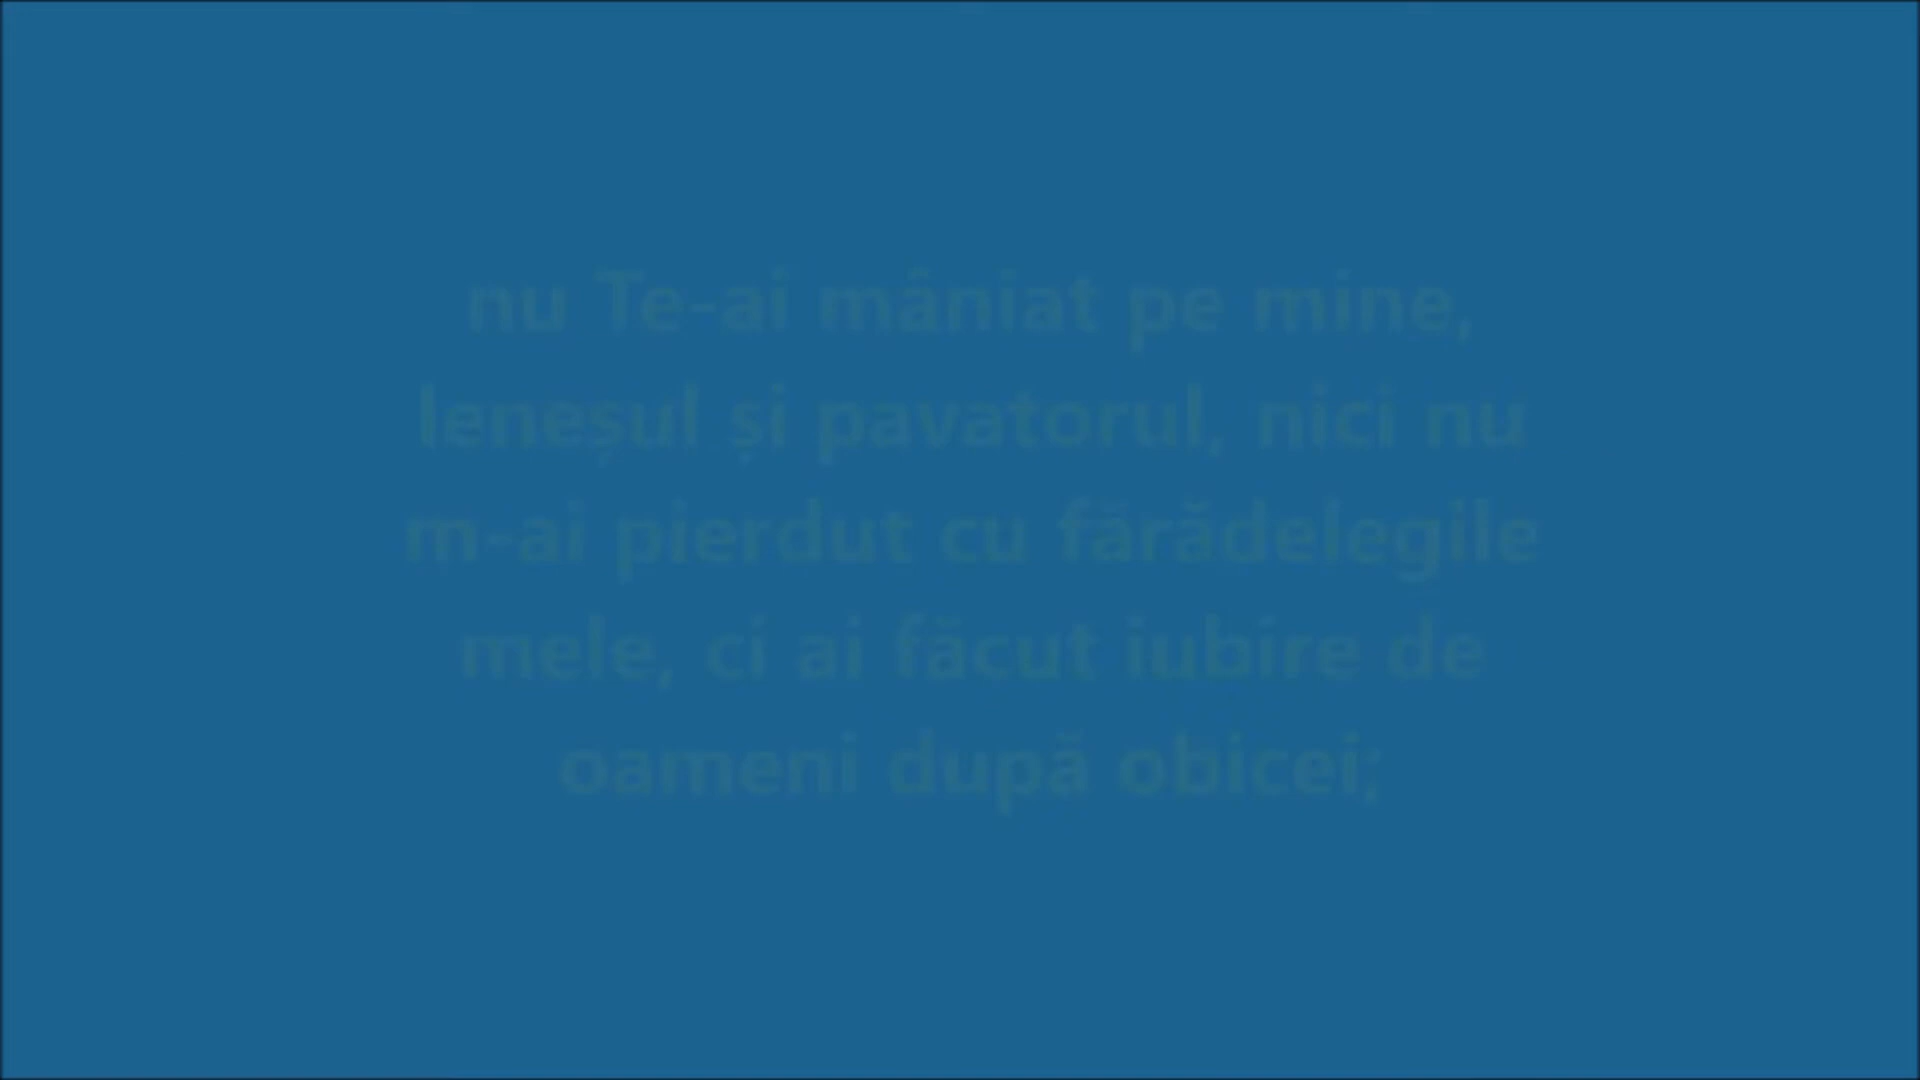 nu Te-ai mâniat pe mine,
leneșul și pavatorul, nici nu
m-ai pierdut cu fărădelegile
mele, ci ai făcut iubire de
oameni după obicei;